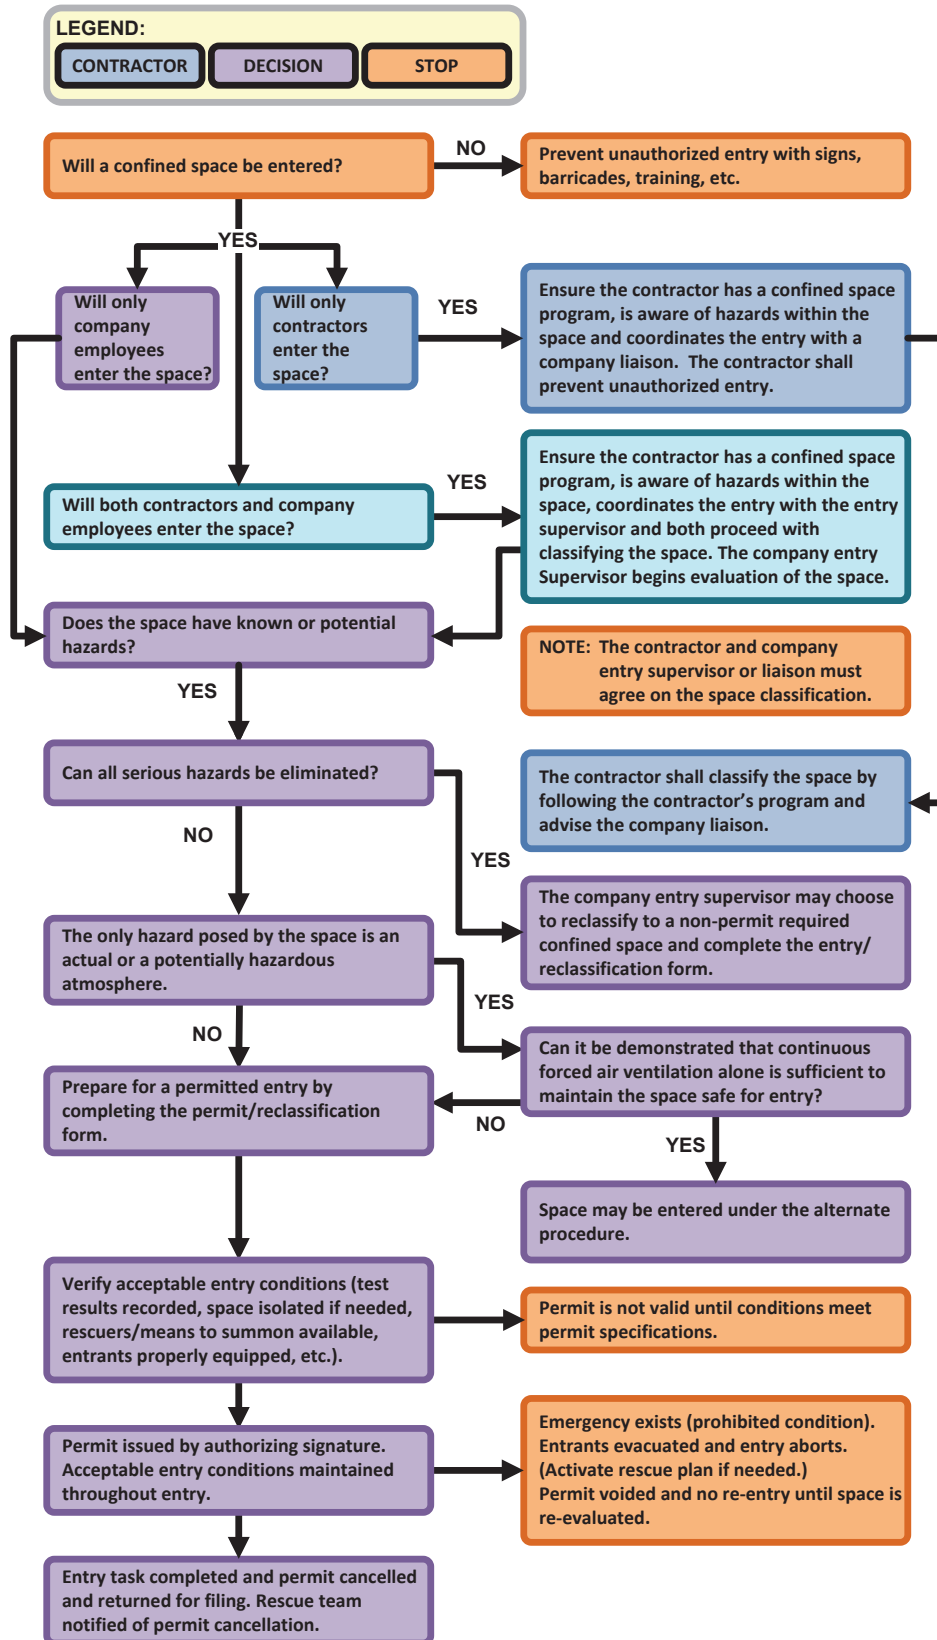 LEGEND:
CONTRACTOR
DECISION
STOP
Will a confined space be entered?
NO
Prevent unauthorized entry with signs,
barricades, training, etc.
YES
Will only
company
employees
enter the space?
Will only
contractors
enter the
space?
YES
Ensure the contractor has a confined space
program, is aware of hazards within the
space and coordinates the entry with a
company liaison. The contractor shall
prevent unauthorized entry.
Will both contractors and company
employees enter the space?
YES
Ensure the contractor has a confined space
program, is aware of hazards within the
space, coordinates the entry with the entry
supervisor and both proceed with
classifying the space. The company entry
Supervisor begins evaluation of the space.
Does the space have known or potential
hazards?
NOTE: The contractor and company
entry supervisor or liaison must
agree on the space classification.
YES
Can all serious hazards be eliminated?
The contractor shall classify the space by
following the contractor’s program and
advise the company liaison.
NO
YES
The company entry supervisor may choose
to reclassify to a non-permit required
confined space and complete the entry/
reclassification form.
The only hazard posed by the space is an
actual or a potentially hazardous
atmosphere.
YES
NO
Can it be demonstrated that continuous
forced air ventilation alone is sufficient to
maintain the space safe for entry?
Prepare for a permitted entry by
completing the permit/reclassification
form.
NO
YES
Space may be entered under the alternate
procedure.
Verify acceptable entry conditions (test
results recorded, space isolated if needed,
rescuers/means to summon available,
entrants properly equipped, etc.).
Permit is not valid until conditions meet
permit specifications.
Permit issued by authorizing signature.
Acceptable entry conditions maintained
throughout entry.
Emergency exists (prohibited condition).
Entrants evacuated and entry aborts.
(Activate rescue plan if needed.)
Permit voided and no re-entry until space is
re-evaluated.
Entry task completed and permit cancelled
and returned for filing. Rescue team
notified of permit cancellation.